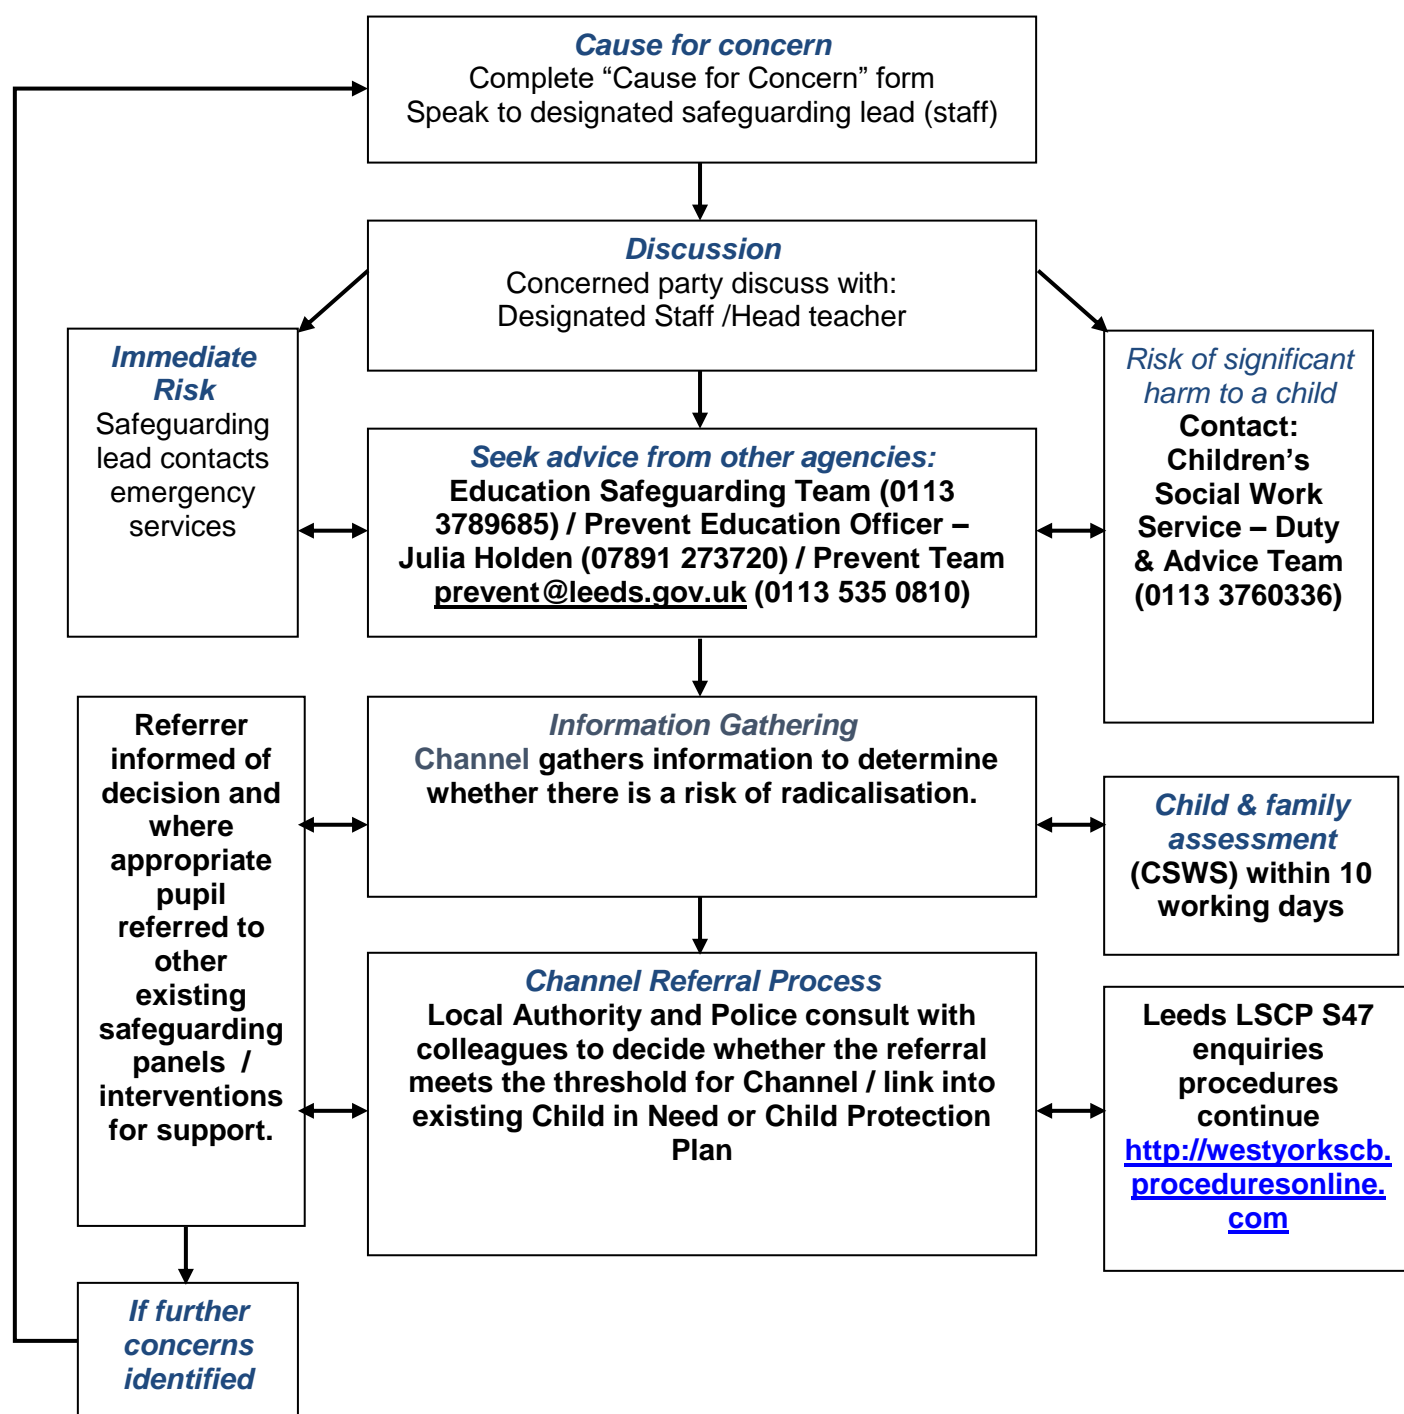 Cause for concern
Complete “Cause for Concern” form
Speak to designated safeguarding lead (staff)
Discussion
Concerned party discuss with:
Designated Staff /Head teacher
Immediate
Risk
Safeguarding
lead contacts
emergency
services
Seek advice from other agencies:
Education Safeguarding Team (0113
3789685) / Prevent Education Officer –
Julia Holden (07891 273720) / Prevent Team
prevent@leeds.gov.uk (0113 535 0810)
Risk of significant
harm to a child
Contact:
Children’s
Social Work
Service – Duty
& Advice Team
(0113 3760336)
Referrer
informed of
decision and
where
appropriate
pupil
referred to
other
existing
safeguarding
panels /
interventions
for support.
Information Gathering
Channel gathers information to determine
whether there is a risk of radicalisation.
Child & family
assessment
(CSWS) within 10
working days
Channel Referral Process
Local Authority and Police consult with
colleagues to decide whether the referral
meets the threshold for Channel / link into
existing Child in Need or Child Protection
Plan
Leeds LSCP S47
enquiries
procedures
continue
http://westyorkscb.
proceduresonline.
com
If further
concerns
identified